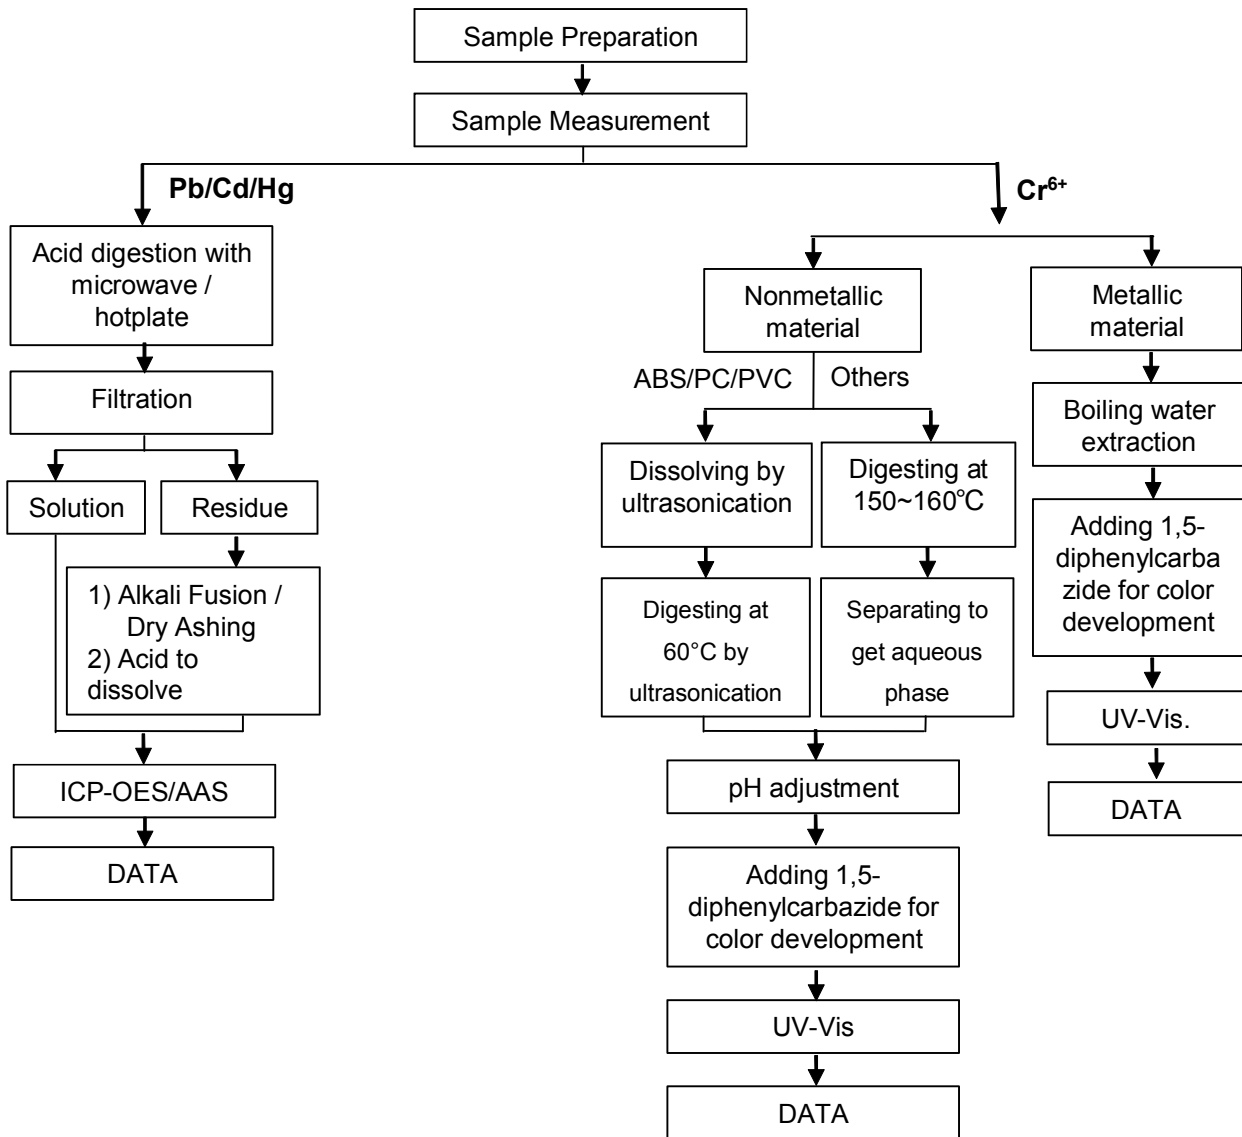 Sample Preparation
Sample Measurement
Pb/Cd/Hg
Cr⁶⁺
Acid digestion with
microwave /
hotplate
Filtration
Solution
Residue
1) Alkali Fusion /
Dry Ashing
2) Acid to
dissolve
ICP-OES/AAS
DATA
Nonmetallic
material
ABS/PC/PVC
Others
Dissolving by
ultrasonication
Digesting at
150~160℃
Digesting at
60°C by
ultrasonication
Separating to
get aqueous
phase
pH adjustment
Adding 1,5-
diphenylcarbazide for
color development
UV-Vis
DATA
Metallic
material
Boiling water
extraction
Adding 1,5-
diphenylcarba
zide for color
development
UV-Vis.
DATA